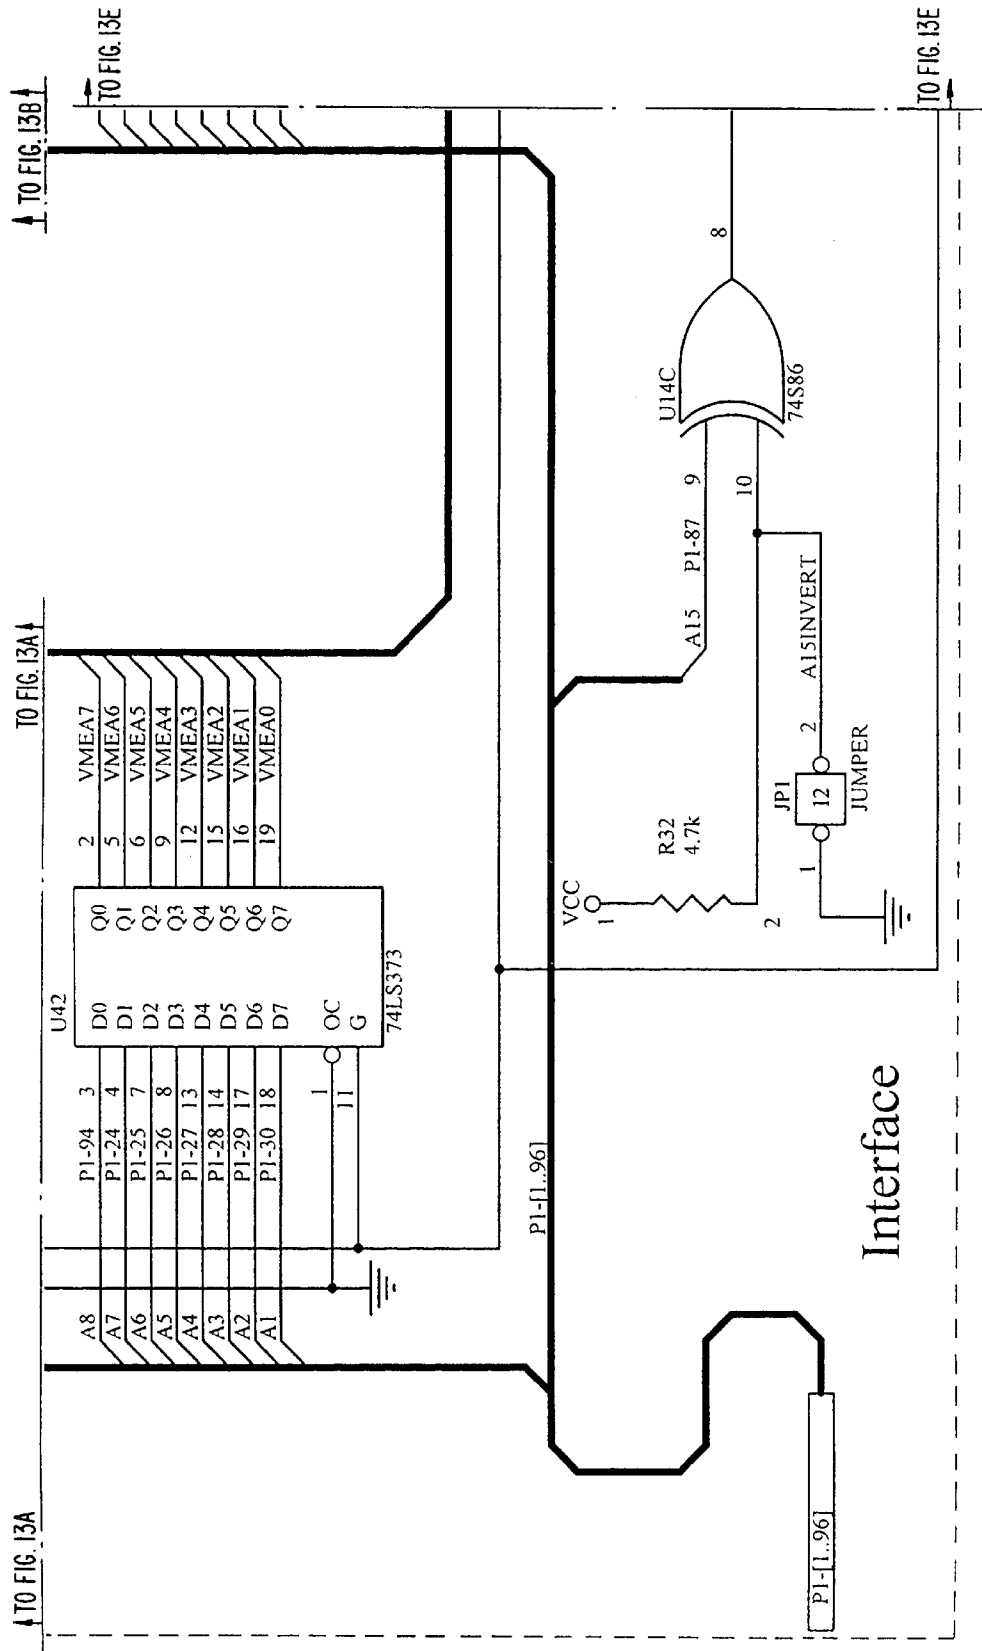 TO FIG. 13A
TO FIG. 13A
TO FIG. 13B
TO FIG. 13E
U42
A8 P1-94 3 D0 Q0 2 VMEA7
A7 P1-24 4 D1 Q1 5 VMEA6
A6 P1-25 7 D2 Q2 6 VMEA5
A5 P1-26 8 D3 Q3 9 VMEA4
A4 P1-27 13 D4 Q4 12 VMEA3
A3 P1-28 14 D5 Q5 15 VMEA2
A2 P1-29 17 D6 Q6 16 VMEA1
A1 P1-30 18 D7 Q7 19 VMEA0
1 OC
11 G
74LS373
P1-[1..96]
VCC
1
R32
4.7k
2
A15 P1-87 9
10
U14C
74S86
8
JP1
1 12 2 A15INVERT
JUMPER
P1-[1..96]
Interface
TO FIG. 13E